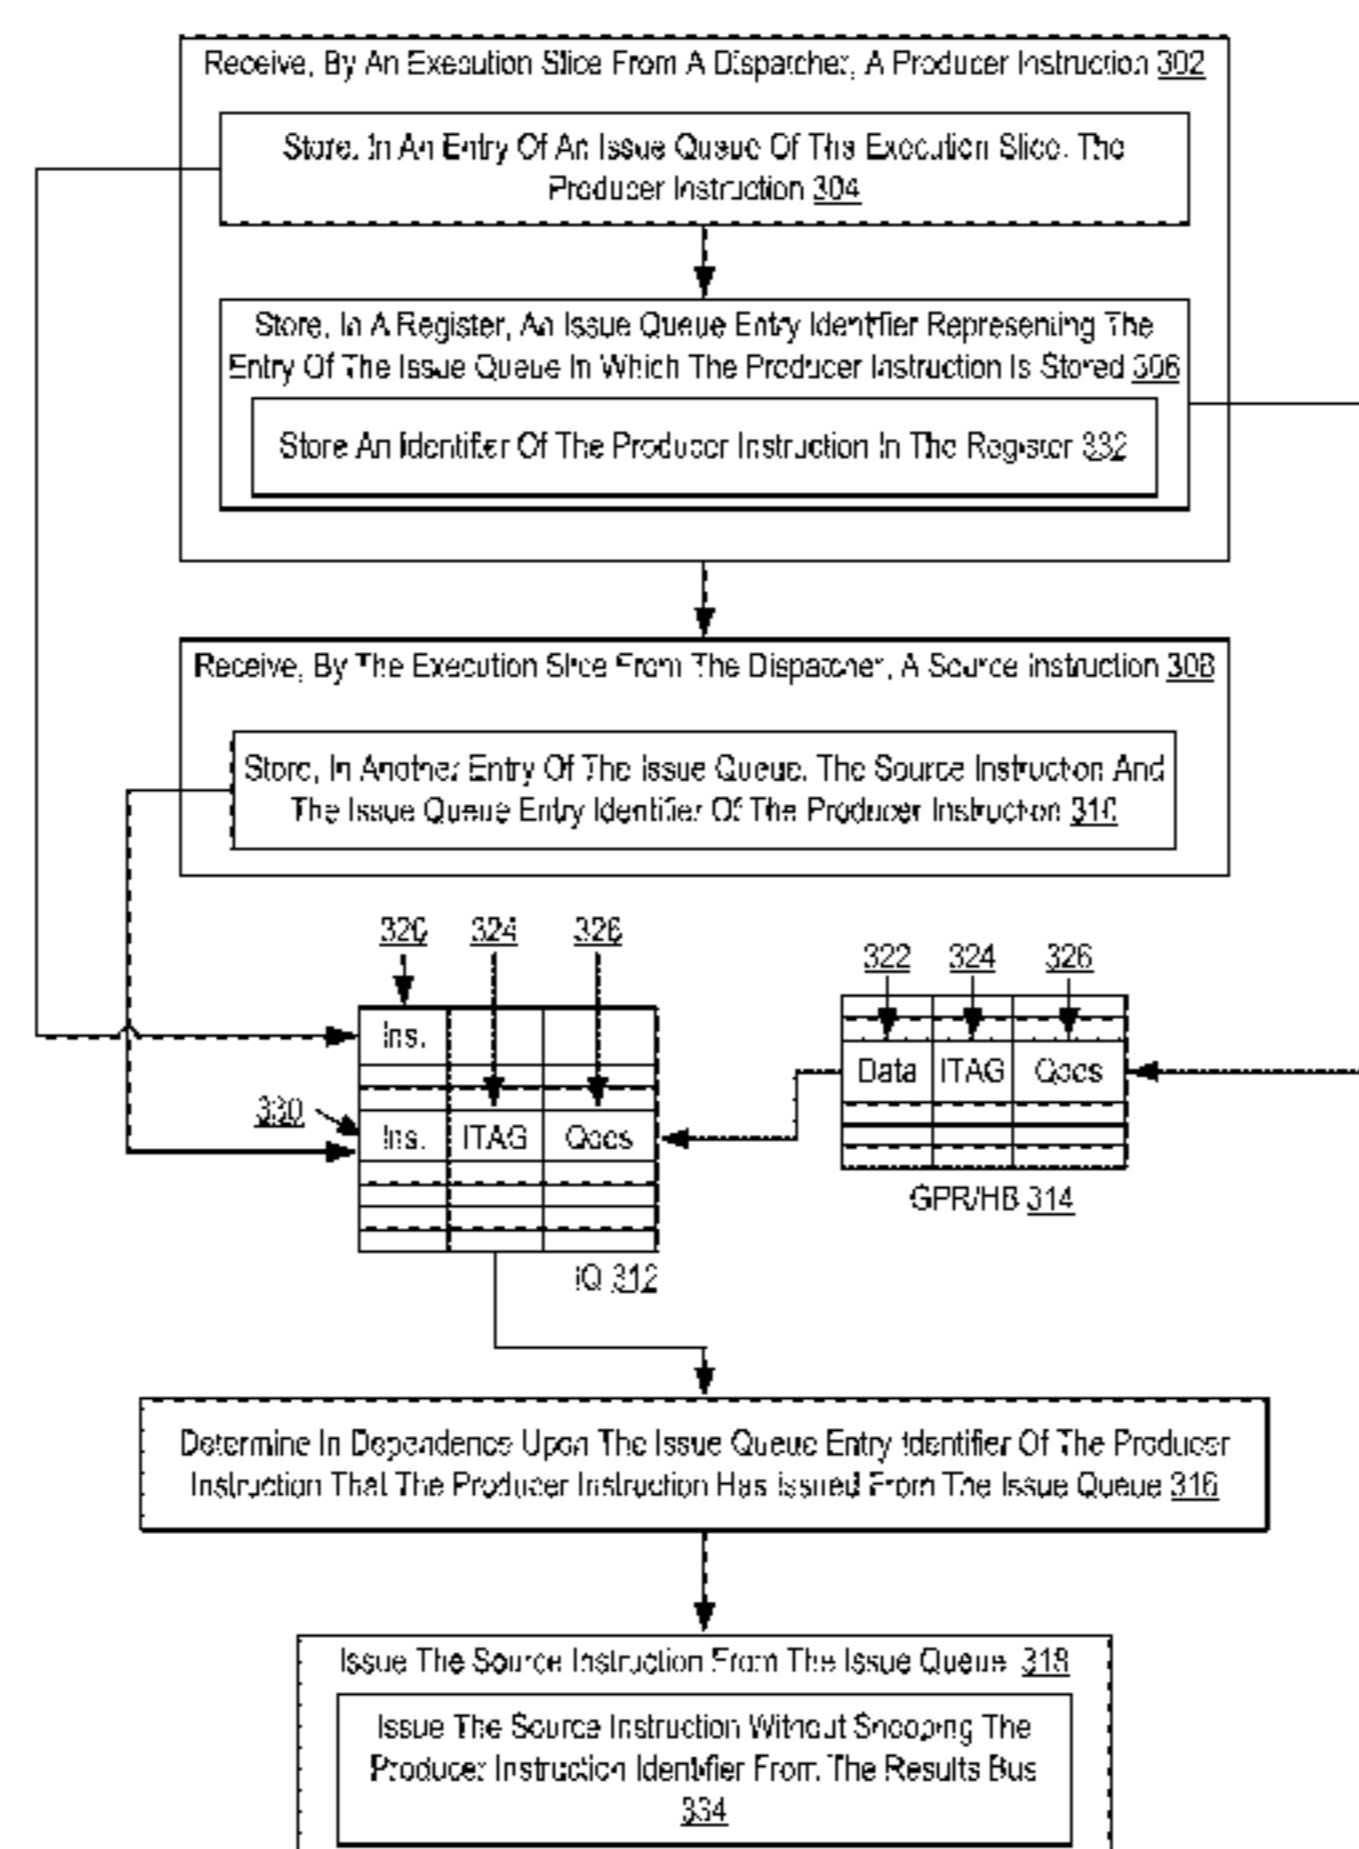 Receive, By An Execution Slice From A Dispatcher, A Producer Instruction 302
Store, In An Entry Of An Issue Queue Of The Execution Slice, The
Producer Instruction 304
Store, In A Register, An Issue Queue Entry Identifier Representing The
Entry Of The Issue Queue In Which The Producer Instruction Is Stored 306
Store An Identifier Of The Producer Instruction In The Register 332
Receive, By The Execution Slice From The Dispatcher, A Source Instruction 308
Store, In Another Entry Of The Issue Queue, The Source Instruction And
The Issue Queue Entry Identifier Of The Producer Instruction 310
320 324 326
322 324 326
Ins.
Data ITAG Qpos
330
Ins. ITAG Qpos
GPR/HB 314
IQ 312
Determine In Dependence Upon The Issue Queue Entry Identifier Of The Producer
Instruction That The Producer Instruction Has Issued From The Issue Queue 316
Issue The Source Instruction From The Issue Queue 318
Issue The Source Instruction Without Snooping The
Producer Instruction Identifier From The Results Bus
334